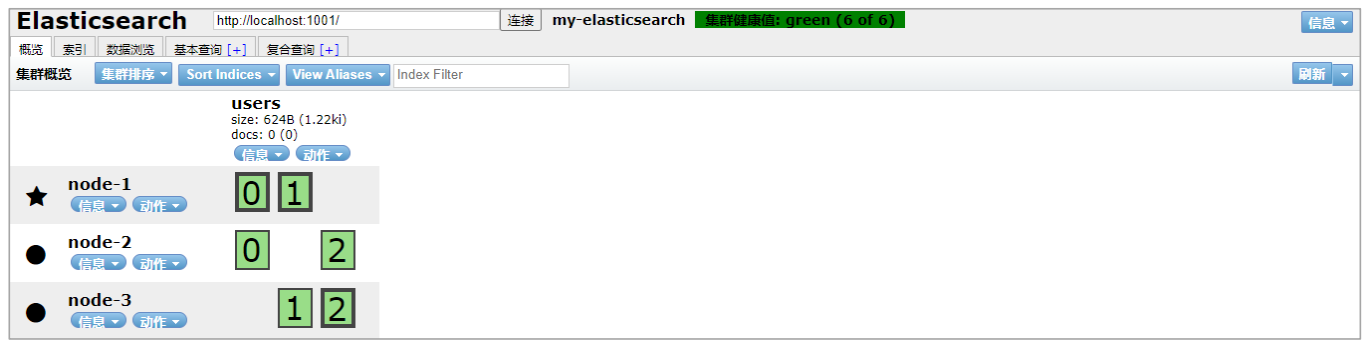 Elasticsearch http://localhost:1001/ 连接 my-elasticsearch 集群健康值: green (6 of 6) 信息
概览 索引 数据浏览 基本查询 [+] 复合查询 [+]
集群概览 集群排序 Sort Indices View Aliases Index Filter 刷新
users
size: 624B (1.22ki)
docs: 0 (0)
信息 动作
node-1 0 1
信息 动作
node-2 0 2
信息 动作
node-3 1 2
信息 动作